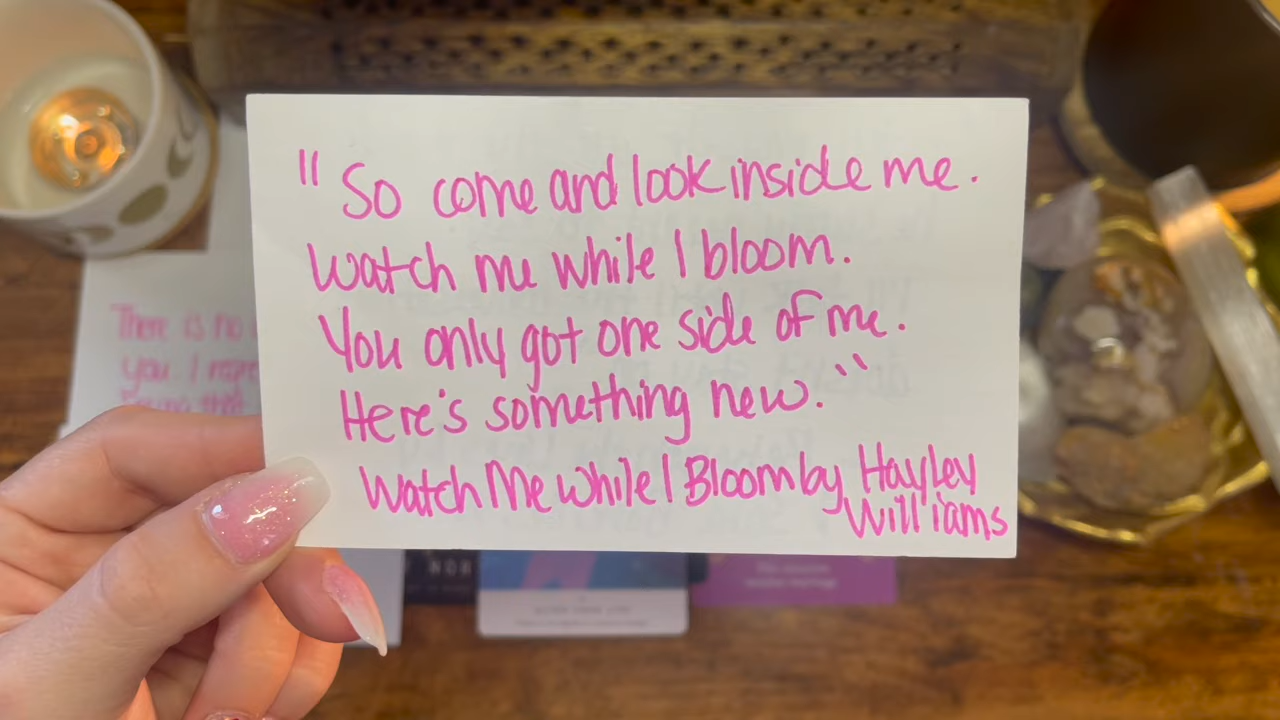 "So come and look inside me.
Watch me while I bloom.
You only got one side of me.
Here's something new."
Watch Me While I Bloom by Hayley
Williams
There is no
you. I